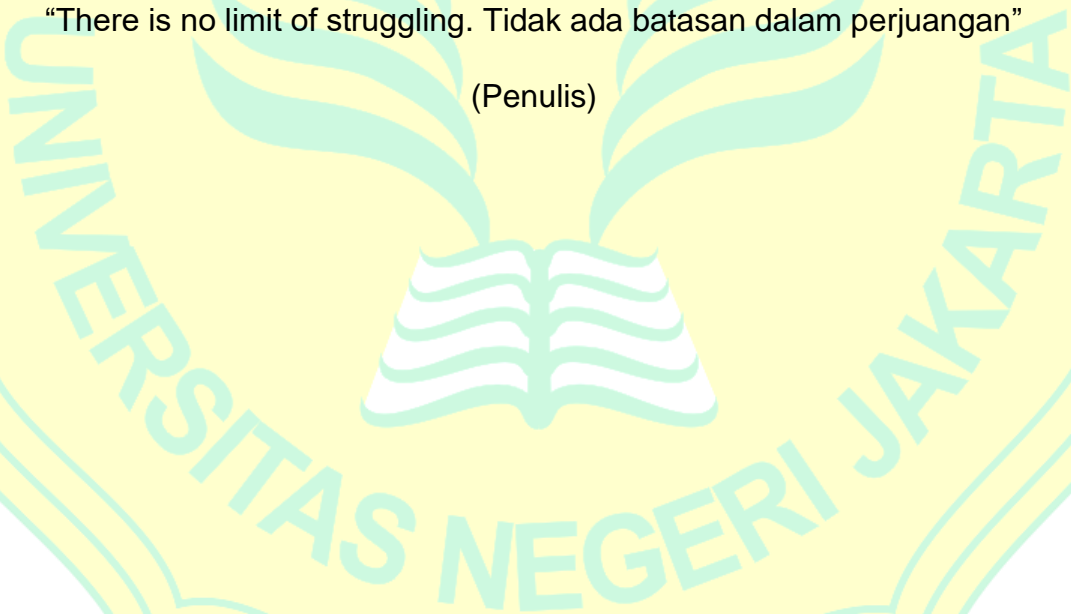 “There is no limit of struggling. Tidak ada batasan dalam perjuangan”
(Penulis)
UNIVERSITAS NEGERI JAKARTA